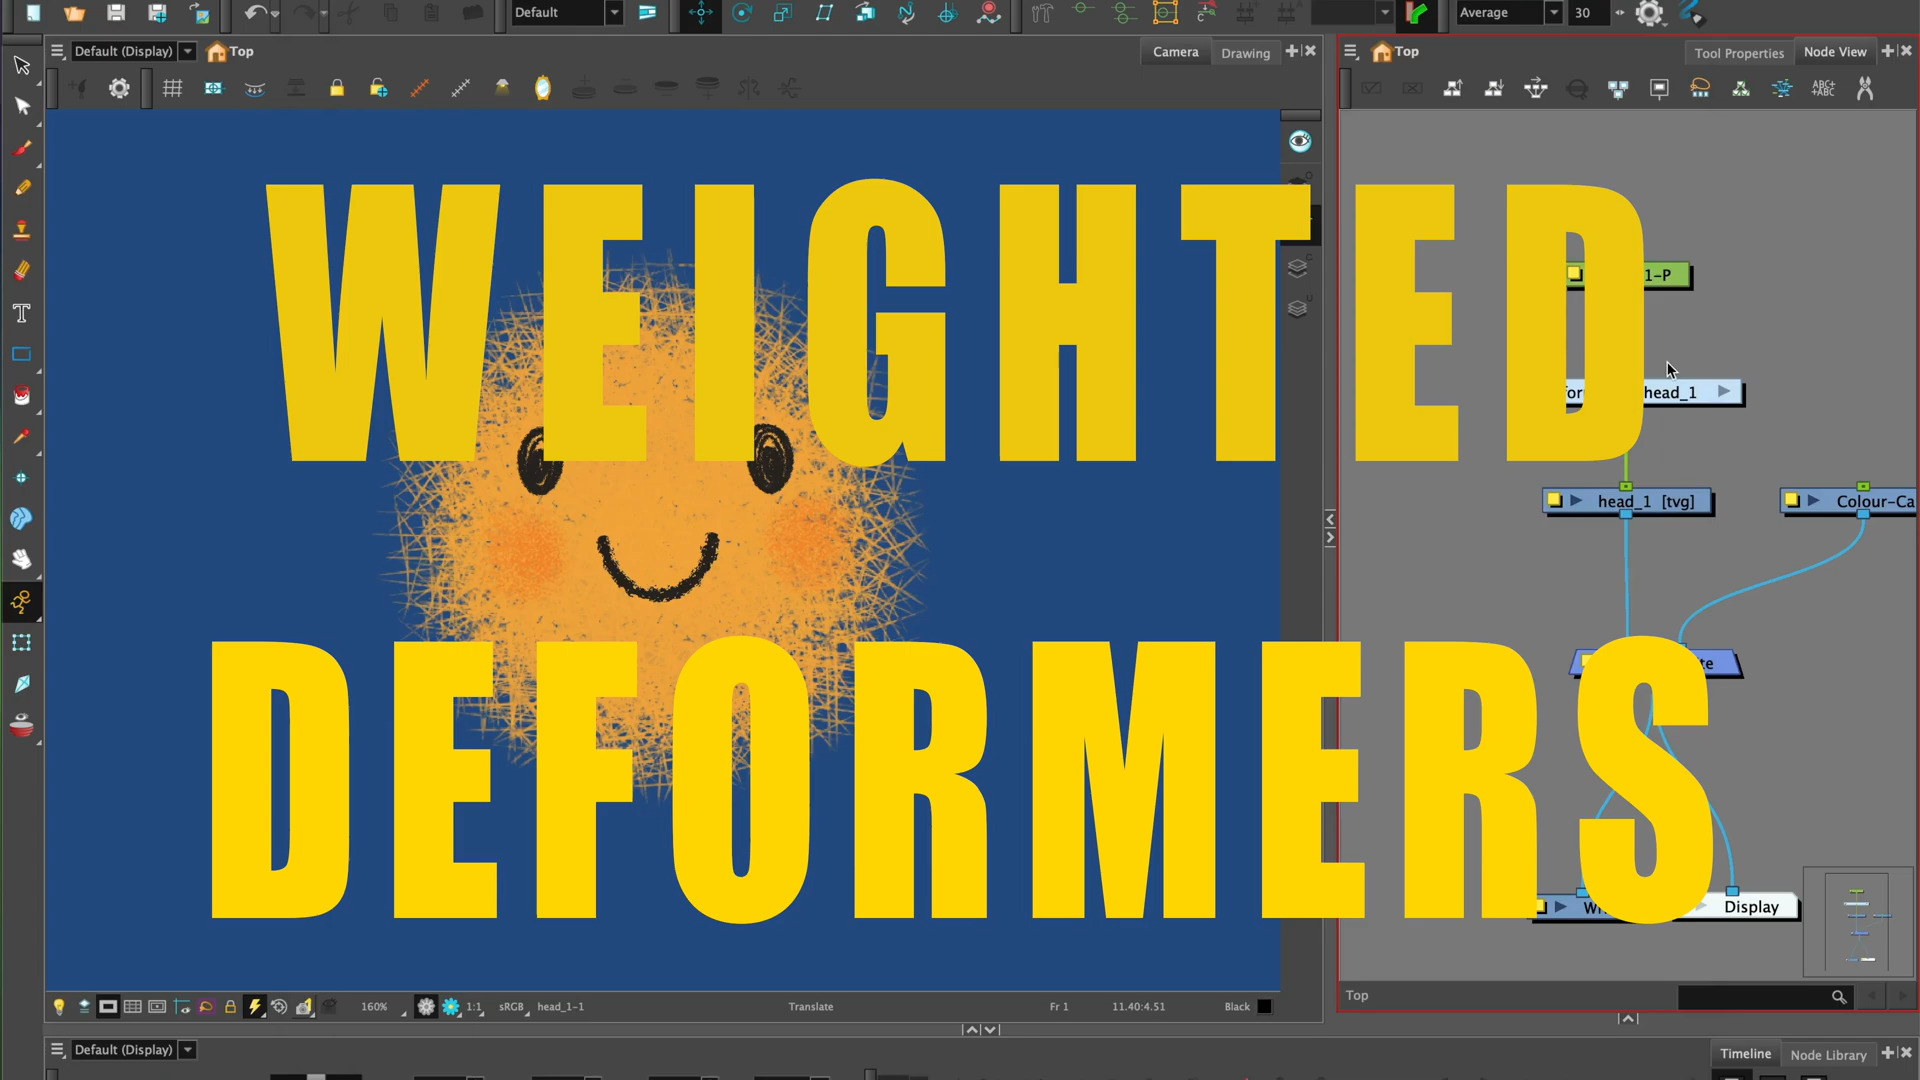 Default
Average
30
Default (Display)
Top
Camera
Drawing
Top
Tool Properties
Node View
ABC+
+ABC
WEIGHTED
1-P
head_1
head_1 [tvg]
Colour-Ca
DEFORMERS
Display
Top
160%
1:1
sRGB
head_1-1
Translate
Fr 1
11.40:4.51
Black
Default (Display)
Timeline
Node Library